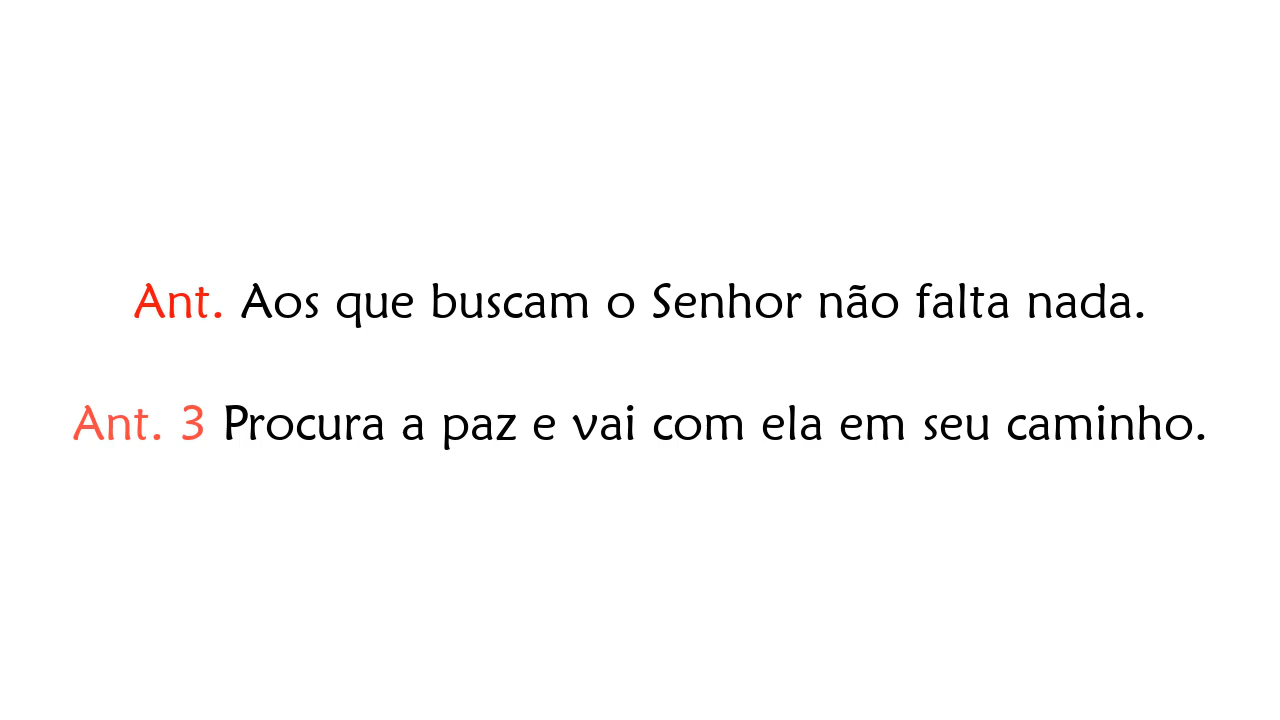 Ant. Aos que buscam o Senhor não falta nada.
Ant. 3 Procura a paz e vai com ela em seu caminho.